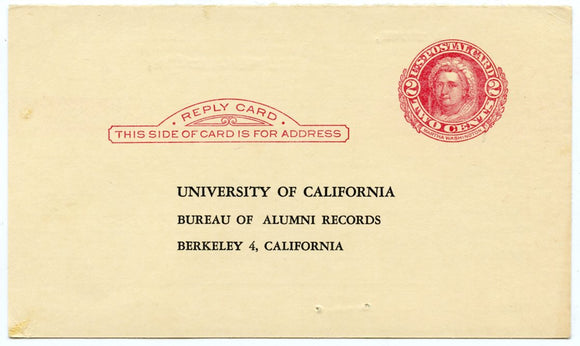 U.S. POSTAL CARD
2 TWO CENTS 2
MARTHA WASHINGTON
· REPLY CARD ·
THIS SIDE OF CARD IS FOR ADDRESS
UNIVERSITY OF CALIFORNIA
BUREAU OF ALUMNI RECORDS
BERKELEY 4, CALIFORNIA